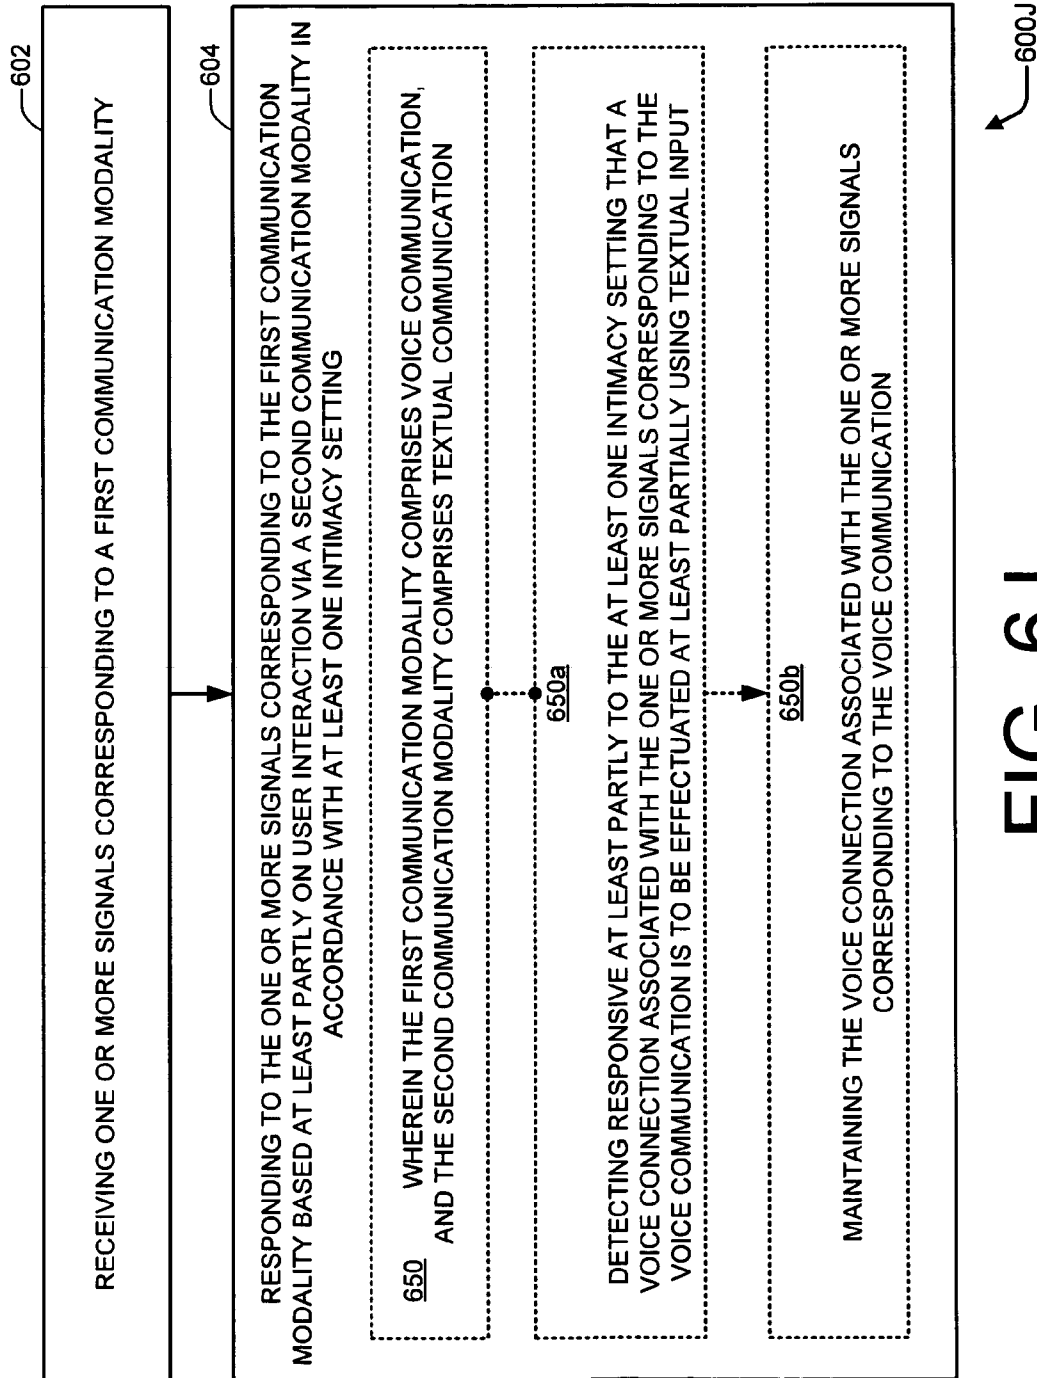 602
RECEIVING ONE OR MORE SIGNALS CORRESPONDING TO A FIRST COMMUNICATION MODALITY
604
RESPONDING TO THE ONE OR MORE SIGNALS CORRESPONDING TO THE FIRST COMMUNICATION
MODALITY BASED AT LEAST PARTLY ON USER INTERACTION VIA A SECOND COMMUNICATION MODALITY IN
ACCORDANCE WITH AT LEAST ONE INTIMACY SETTING
650 WHEREIN THE FIRST COMMUNICATION MODALITY COMPRISES VOICE COMMUNICATION,
AND THE SECOND COMMUNICATION MODALITY COMPRISES TEXTUAL COMMUNICATION
650a
DETECTING RESPONSIVE AT LEAST PARTLY TO THE AT LEAST ONE INTIMACY SETTING THAT A
VOICE CONNECTION ASSOCIATED WITH THE ONE OR MORE SIGNALS CORRESPONDING TO THE
VOICE COMMUNICATION IS TO BE EFFECTUATED AT LEAST PARTIALLY USING TEXTUAL INPUT
650b
MAINTAINING THE VOICE CONNECTION ASSOCIATED WITH THE ONE OR MORE SIGNALS
CORRESPONDING TO THE VOICE COMMUNICATION
600J